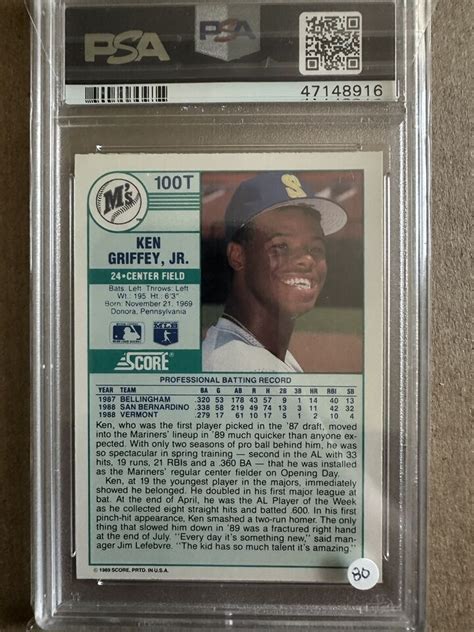 PSA
PSA
47148916
M's
100T
S
KEN
GRIFFEY, JR.
24•CENTER FIELD
Bats: Left Throws: Left
Wt.: 195 Ht.: 6'3"
Born: November 21, 1969
Donora, Pennsylvania
MLB
SCORE
PROFESSIONAL BATTING RECORD
YEAR TEAM BA G AB R H 2B 3B HR RBI SB
1987 BELLINGHAM .320 53 178 43 57 9 1 14 40 13
1988 SAN BERNARDINO .338 58 219 49 74 13 3 11 42 32
1988 VERMONT .279 17 61 10 17 5 1 2 10 4
Ken, who was the first player picked in the '87 draft, moved
into the Mariners' lineup in '89 much quicker than anyone ex-
pected. With only two seasons of pro ball behind him, he was
so spectacular in spring training — second in the AL with 33
hits, 19 runs, 21 RBIs and a .360 BA — that he was installed
as the Mariners' regular center fielder on Opening Day.
Ken, at 19 the youngest player in the majors, immediately
showed he belonged. He doubled in his first major league at
bat. At the end of April, he was the AL Player of the Week
as he collected eight straight hits and batted .600. In his first
pinch-hit appearance, Ken smashed a two-run homer. The only
thing that slowed him down in '89 was a fractured right hand
at the end of July. "Every day it's something new," said man-
ager Jim Lefebvre. "The kid has so much talent it's amazing."
© 1989 SCORE, PRTD. IN U.S.A.
80